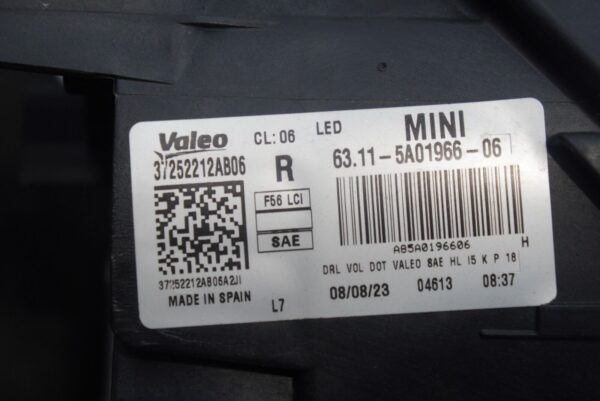 Valeo CL: 06 LED MINI
37252212AB06 R 63.11-5A01966-06
F56 LCI
SAE
A85A0196606 H
37252212AB06A2JI
DRL VOL DOT VALEO SAE HL I5 K P 18
MADE IN SPAIN L7 08/08/23 04613 08:37